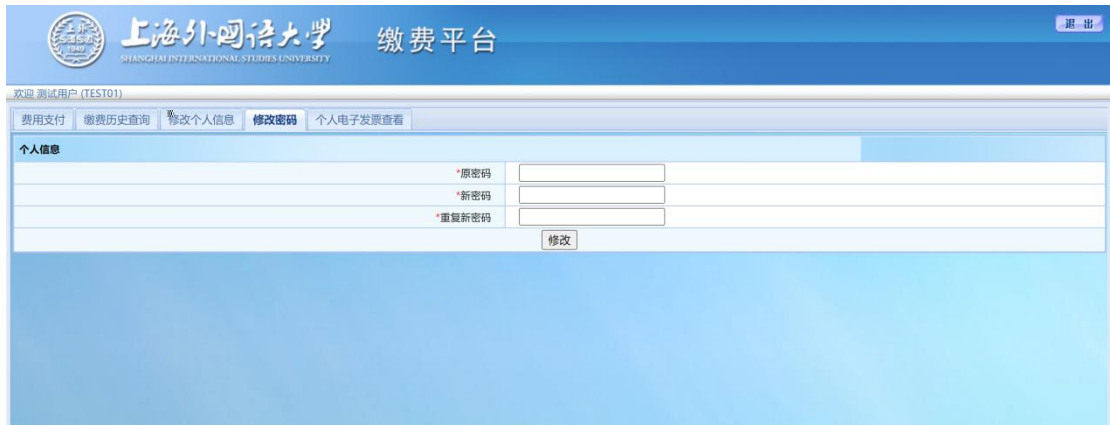 上海外国语大学 缴费平台 退 出
SHANGHAI INTERNATIONAL STUDIES UNIVERSITY
1949
欢迎 测试用户 (TEST01)
费用支付 缴费历史查询 修改个人信息 修改密码 个人电子发票查看
个人信息
*原密码
*新密码
*重复新密码
修改